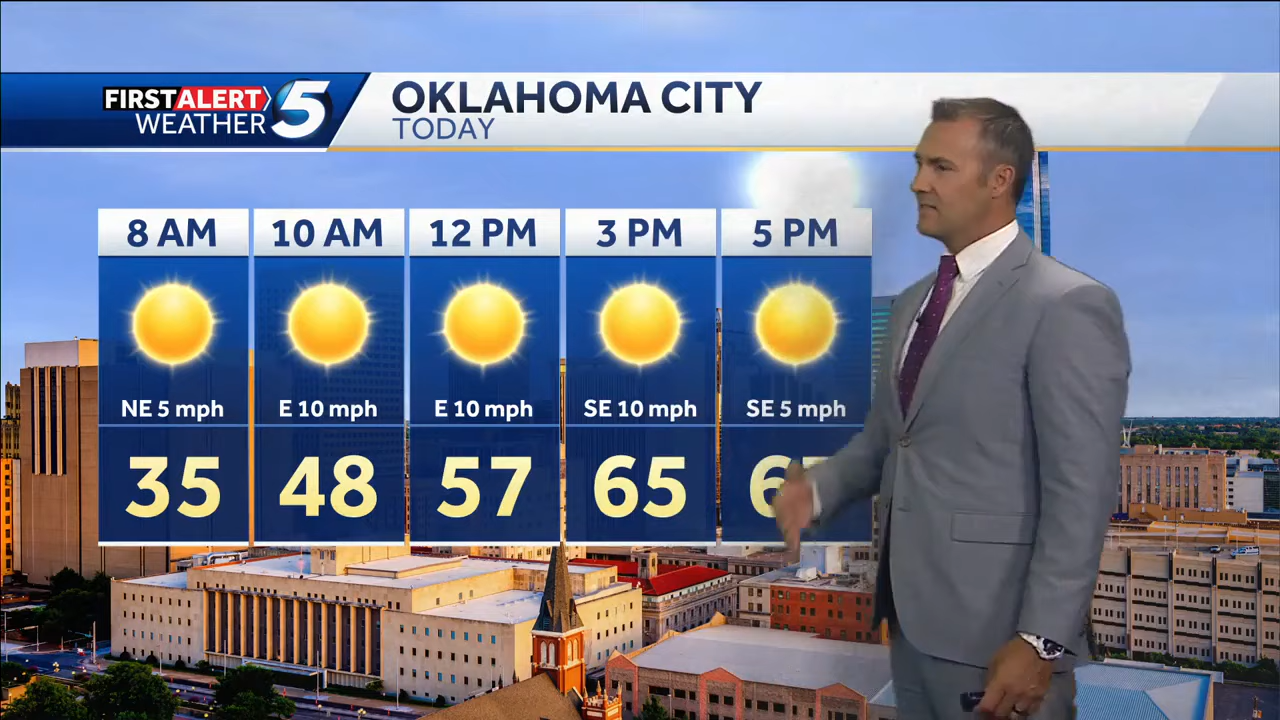 FIRST ALERT
WEATHER 5
OKLAHOMA CITY
TODAY
8 AM 10 AM 12 PM 3 PM 5 PM
NE 5 mph E 10 mph E 10 mph SE 10 mph SE 5 mph
35 48 57 65